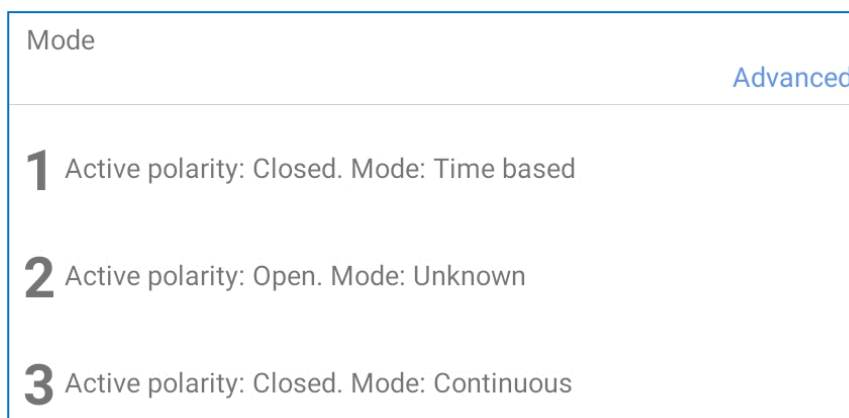 Mode
Advanced
1 Active polarity: Closed. Mode: Time based
2 Active polarity: Open. Mode: Unknown
3 Active polarity: Closed. Mode: Continuous